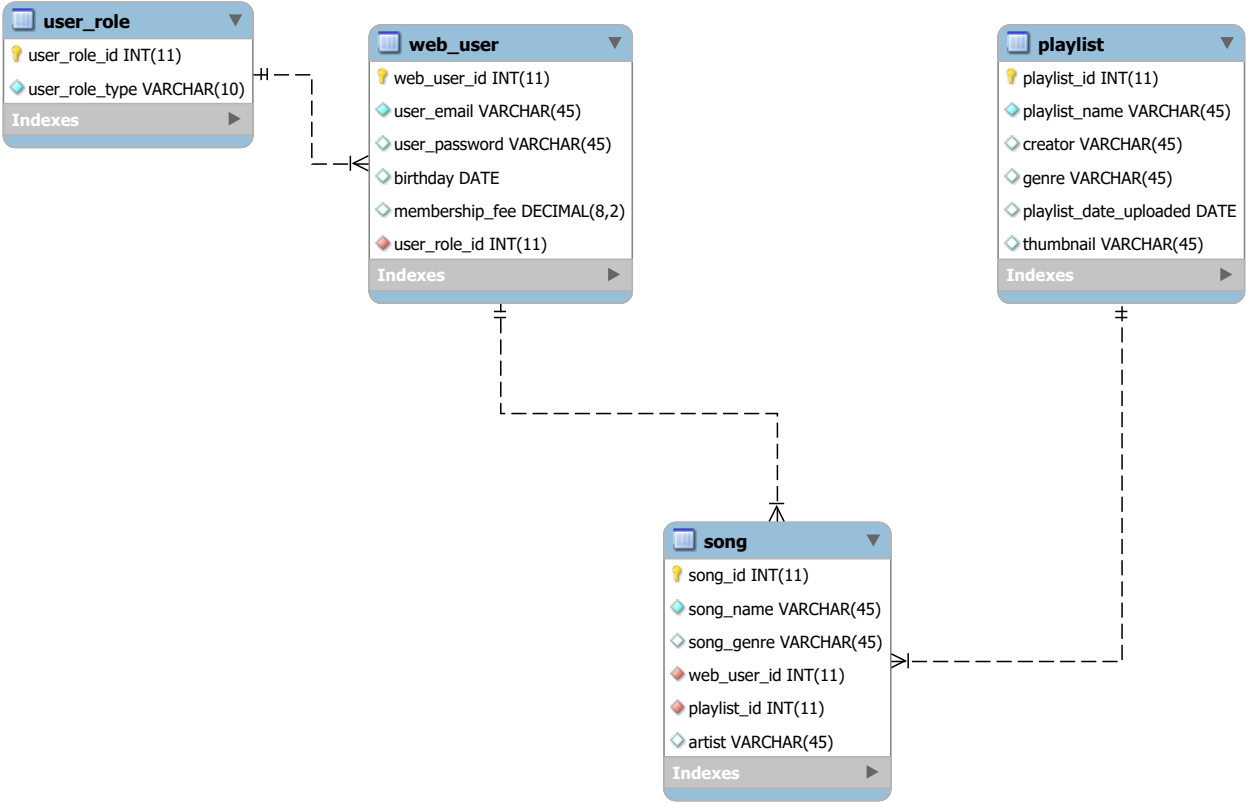 user_role
user_role_id INT(11)
user_role_type VARCHAR(10)
Indexes
web_user
web_user_id INT(11)
user_email VARCHAR(45)
user_password VARCHAR(45)
birthday DATE
membership_fee DECIMAL(8,2)
user_role_id INT(11)
Indexes
playlist
playlist_id INT(11)
playlist_name VARCHAR(45)
creator VARCHAR(45)
genre VARCHAR(45)
playlist_date_uploaded DATE
thumbnail VARCHAR(45)
Indexes
song
song_id INT(11)
song_name VARCHAR(45)
song_genre VARCHAR(45)
web_user_id INT(11)
playlist_id INT(11)
artist VARCHAR(45)
Indexes